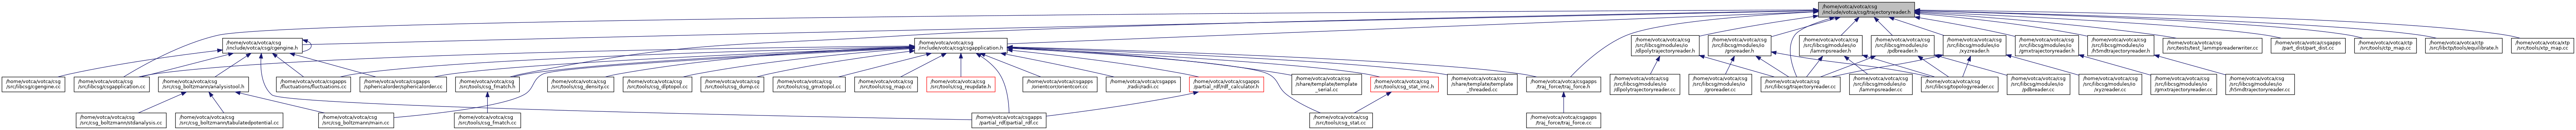 /home/votca/votca/csg
/include/votca/csg/trajectoryreader.h
/home/votca/votca/csg
/include/votca/csg/cgengine.h
/home/votca/votca/csg
/include/votca/csg/csgapplication.h
/home/votca/votca/csg
/src/libcsg/modules/io
/dlpolytrajectoryreader.h
/home/votca/votca/csg
/src/libcsg/modules/io
/groreader.h
/home/votca/votca/csg
/src/libcsg/modules/io
/lammpsreader.h
/home/votca/votca/csg
/src/libcsg/modules/io
/pdbreader.h
/home/votca/votca/csg
/src/libcsg/modules/io
/xyzreader.h
/home/votca/votca/csg
/src/libcsg/modules/io
/gmxtrajectoryreader.h
/home/votca/votca/csg
/src/libcsg/modules/io
/h5mdtrajectoryreader.h
/home/votca/votca/csg
/src/tests/test_lammpsreaderwriter.cc
/home/votca/votca/csgapps
/part_dist/part_dist.cc
/home/votca/votca/ctp
/src/tools/ctp_map.cc
/home/votca/votca/ctp
/src/libctp/tools/equilibrate.h
/home/votca/votca/xtp
/src/tools/xtp_map.cc
/home/votca/votca/csg
/src/libcsg/cgengine.cc
/home/votca/votca/csg
/src/libcsg/csgapplication.cc
/home/votca/votca/csg
/src/csg_boltzmann/analysistool.h
/home/votca/votca/csgapps
/fluctuations/fluctuations.cc
/home/votca/votca/csgapps
/sphericalorder/sphericalorder.cc
/home/votca/votca/csg
/src/tools/csg_fmatch.h
/home/votca/votca/csg
/src/tools/csg_density.cc
/home/votca/votca/csg
/src/tools/csg_dlptopol.cc
/home/votca/votca/csg
/src/tools/csg_dump.cc
/home/votca/votca/csg
/src/tools/csg_gmxtopol.cc
/home/votca/votca/csg
/src/tools/csg_map.cc
/home/votca/votca/csg
/src/tools/csg_reupdate.h
/home/votca/votca/csgapps
/orientcorr/orientcorr.cc
/home/votca/votca/csgapps
/radii/radii.cc
/home/votca/votca/csgapps
/partial_rdf/rdf_calculator.h
/home/votca/votca/csg
/share/template/template
_serial.cc
/home/votca/votca/csg
/src/tools/csg_stat_imc.h
/home/votca/votca/csg
/share/template/template
_threaded.cc
/home/votca/votca/csgapps
/traj_force/traj_force.h
/home/votca/votca/csg
/src/libcsg/modules/io
/dlpolytrajectoryreader.cc
/home/votca/votca/csg
/src/libcsg/modules/io
/groreader.cc
/home/votca/votca/csg
/src/libcsg/trajectoryreader.cc
/home/votca/votca/csg
/src/libcsg/modules/io
/lammpsreader.cc
/home/votca/votca/csg
/src/libcsg/topologyreader.cc
/home/votca/votca/csg
/src/libcsg/modules/io
/pdbreader.cc
/home/votca/votca/csg
/src/libcsg/modules/io
/xyzreader.cc
/home/votca/votca/csg
/src/libcsg/modules/io
/gmxtrajectoryreader.cc
/home/votca/votca/csg
/src/libcsg/modules/io
/h5mdtrajectoryreader.cc
/home/votca/votca/csg
/src/csg_boltzmann/stdanalysis.cc
/home/votca/votca/csg
/src/csg_boltzmann/tabulatedpotential.cc
/home/votca/votca/csg
/src/csg_boltzmann/main.cc
/home/votca/votca/csg
/src/tools/csg_fmatch.cc
/home/votca/votca/csgapps
/partial_rdf/partial_rdf.cc
/home/votca/votca/csg
/src/tools/csg_stat.cc
/home/votca/votca/csgapps
/traj_force/traj_force.cc